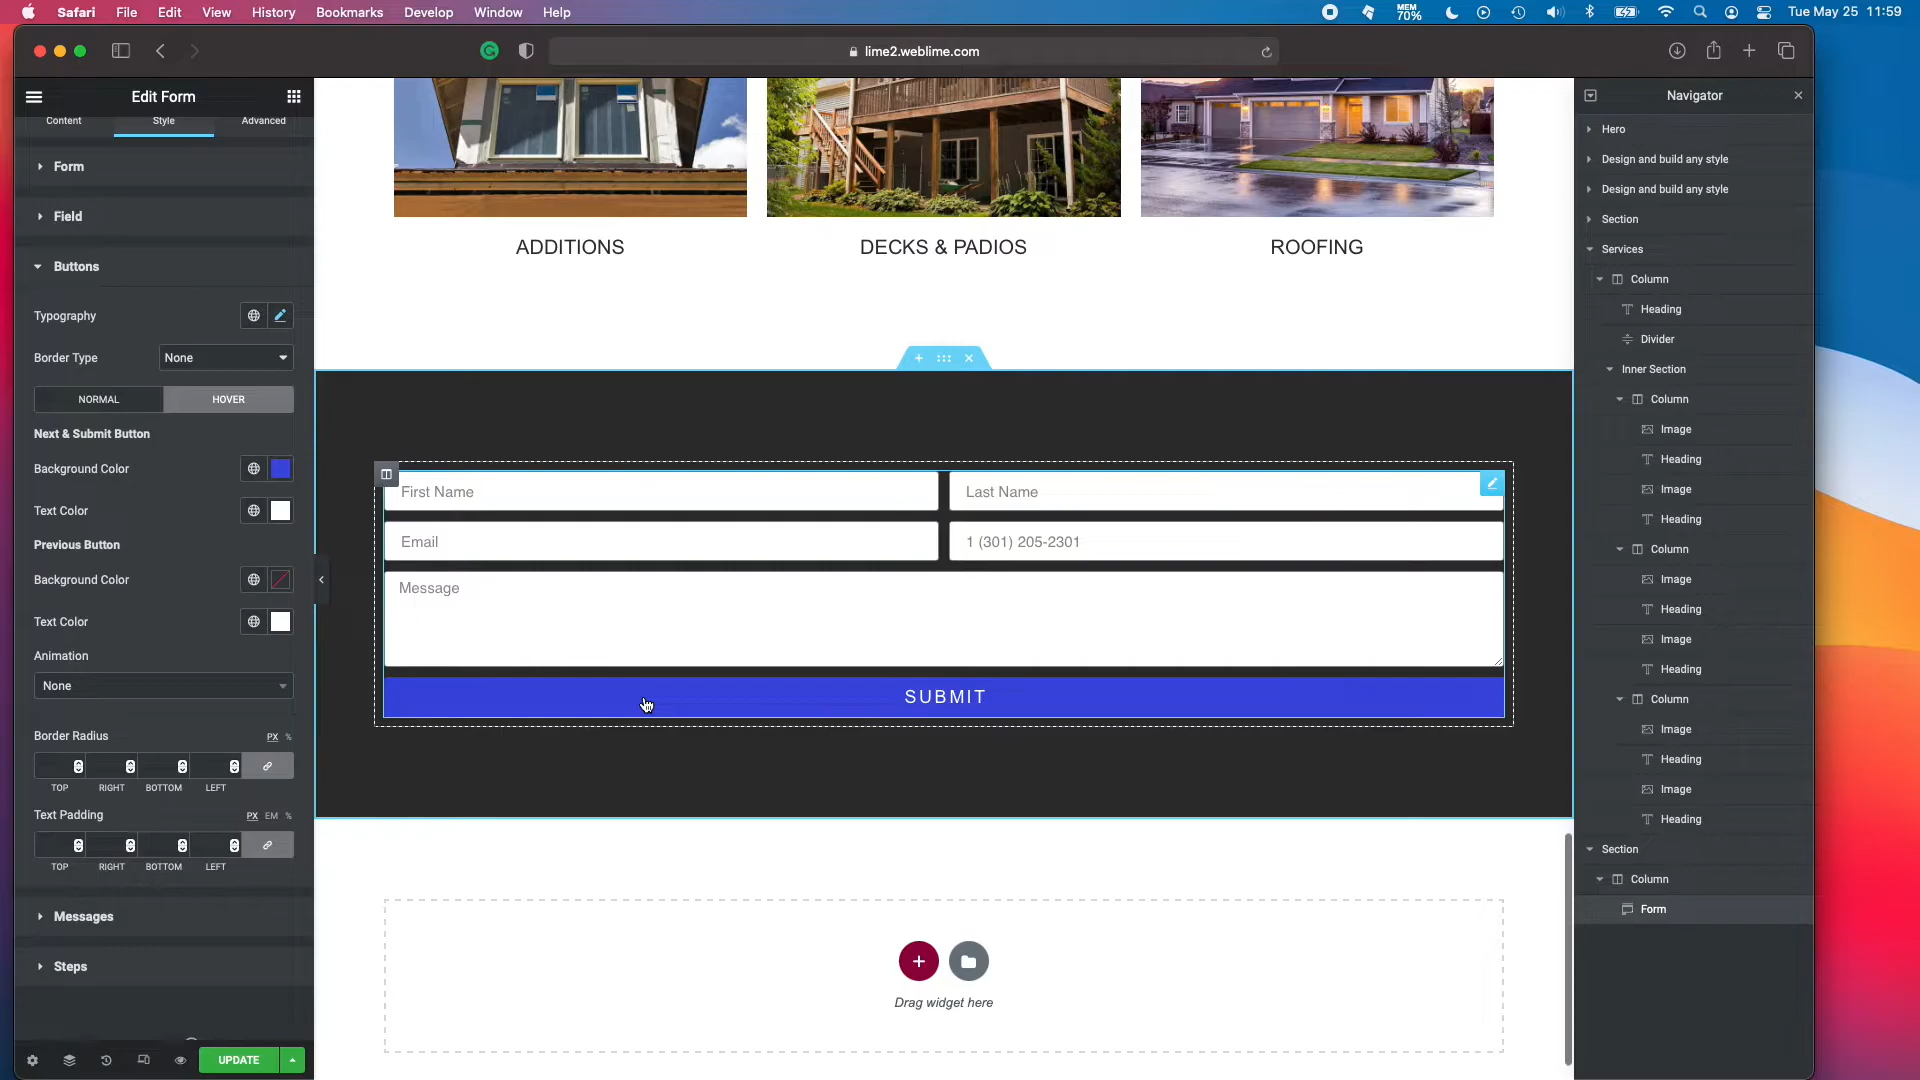 Safari File Edit View History Bookmarks Develop Window Help MEM 70% Tue May 25 11:59
lime2.weblime.com
Edit Form
Content Style Advanced
Form
Field
Buttons
Typography
Border Type None
NORMAL HOVER
Next & Submit Button
Background Color
Text Color
Previous Button
Background Color
Text Color
Animation
None
Border Radius PX %
TOP RIGHT BOTTOM LEFT
Text Padding PX EM %
TOP RIGHT BOTTOM LEFT
Messages
Steps
UPDATE
ADDITIONS DECKS & PADIOS ROOFING
First Name Last Name
Email 1 (301) 205-2301
Message
SUBMIT
Drag widget here
Navigator
Hero
Design and build any style
Design and build any style
Section
Services
Column
Heading
Divider
Inner Section
Column
Image
Heading
Image
Heading
Column
Image
Heading
Image
Heading
Column
Image
Heading
Image
Heading
Section
Column
Form